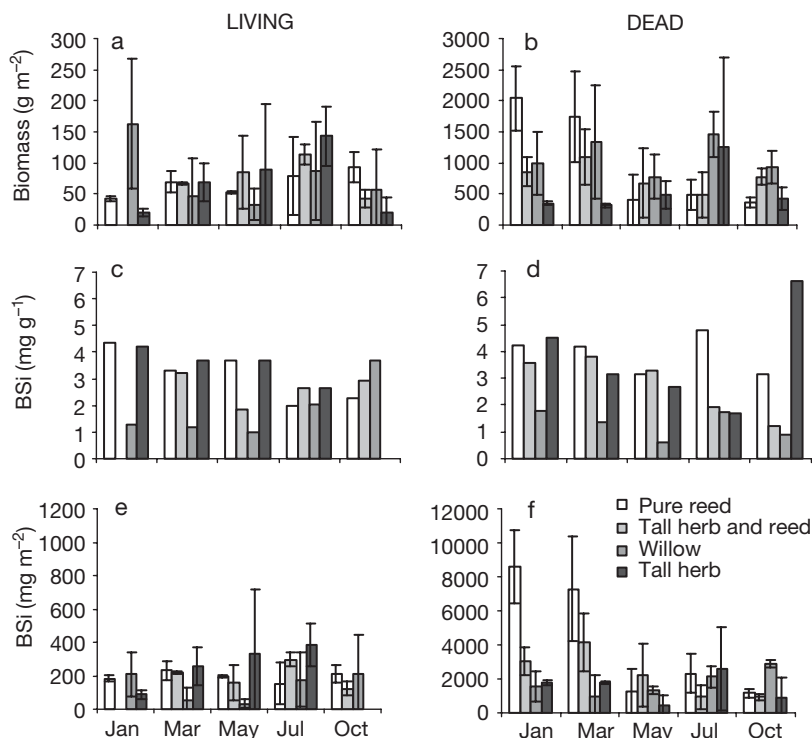 LIVING
DEAD
a
b
Biomass (g m⁻²)
300
250
200
150
100
50
0
3000
2500
2000
1500
1000
500
0
c
d
BSi (mg g⁻¹)
7
6
5
4
3
2
1
0
7
6
5
4
3
2
1
0
e
f
BSi (mg m⁻²)
1200
1000
800
600
400
200
0
12000
10000
8000
6000
4000
2000
0
Pure reed
Tall herb and reed
Willow
Tall herb
Jan Mar May Jul Oct
Jan Mar May Jul Oct